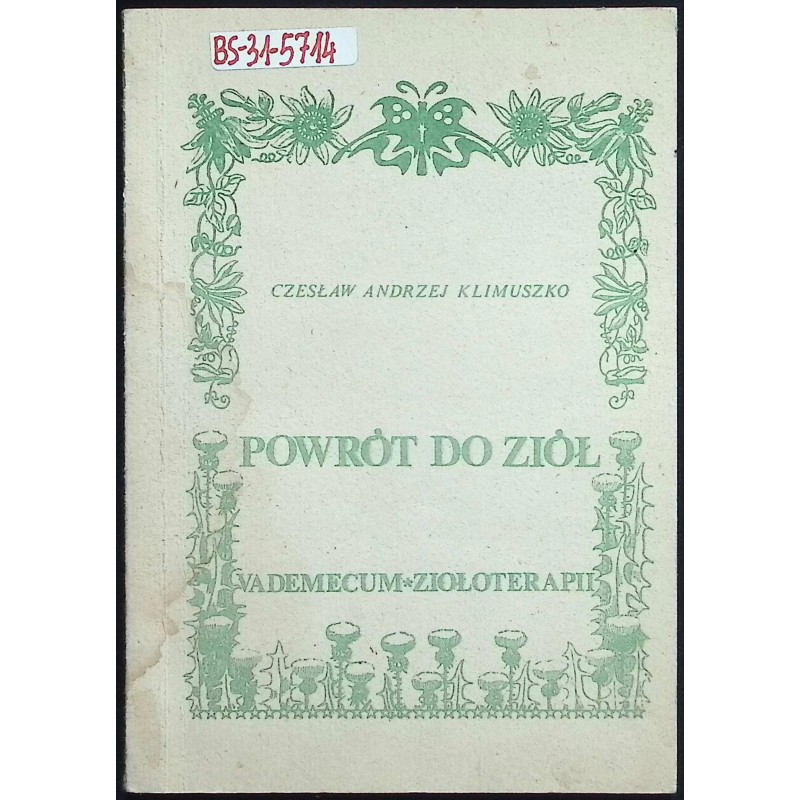 BS-31-5714
CZESŁAW ANDRZEJ KLIMUSZKO
POWRÓT DO ZIÓŁ
VADEMECUM*ZIOŁOTERAPII